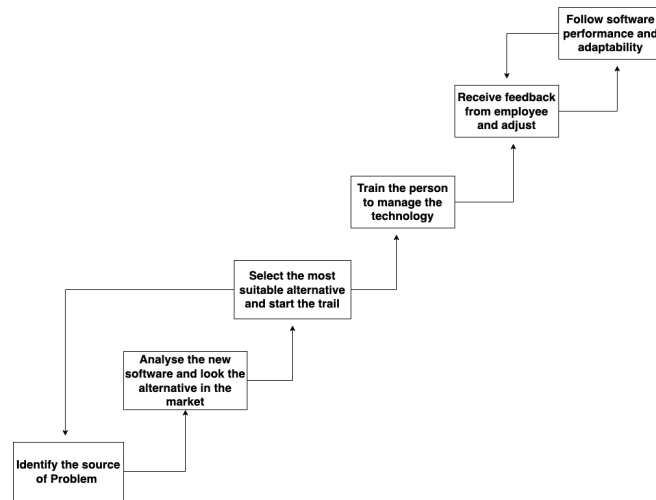 Follow software
performance and
adaptability
Receive feedback
from employee
and adjust
Train the person
to manage the
technology
Select the most
suitable alternative
and start the trail
Analyse the new
software and look the
alternative in the
market
Identify the source
of Problem